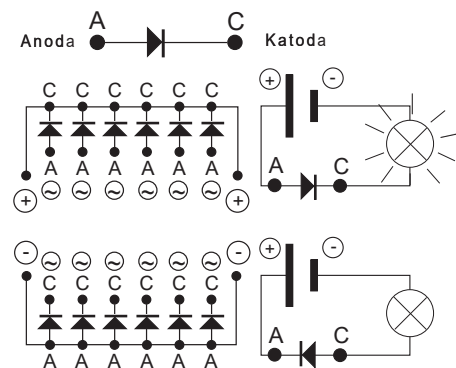 A C
Anoda Katoda
C C C C C C
A A A A A A
+ ~ ~ ~ ~ ~ ~ +
+ -
A C
- ~ ~ ~ ~ ~ ~ -
C C C C C C
A A A A A A
+ -
A C